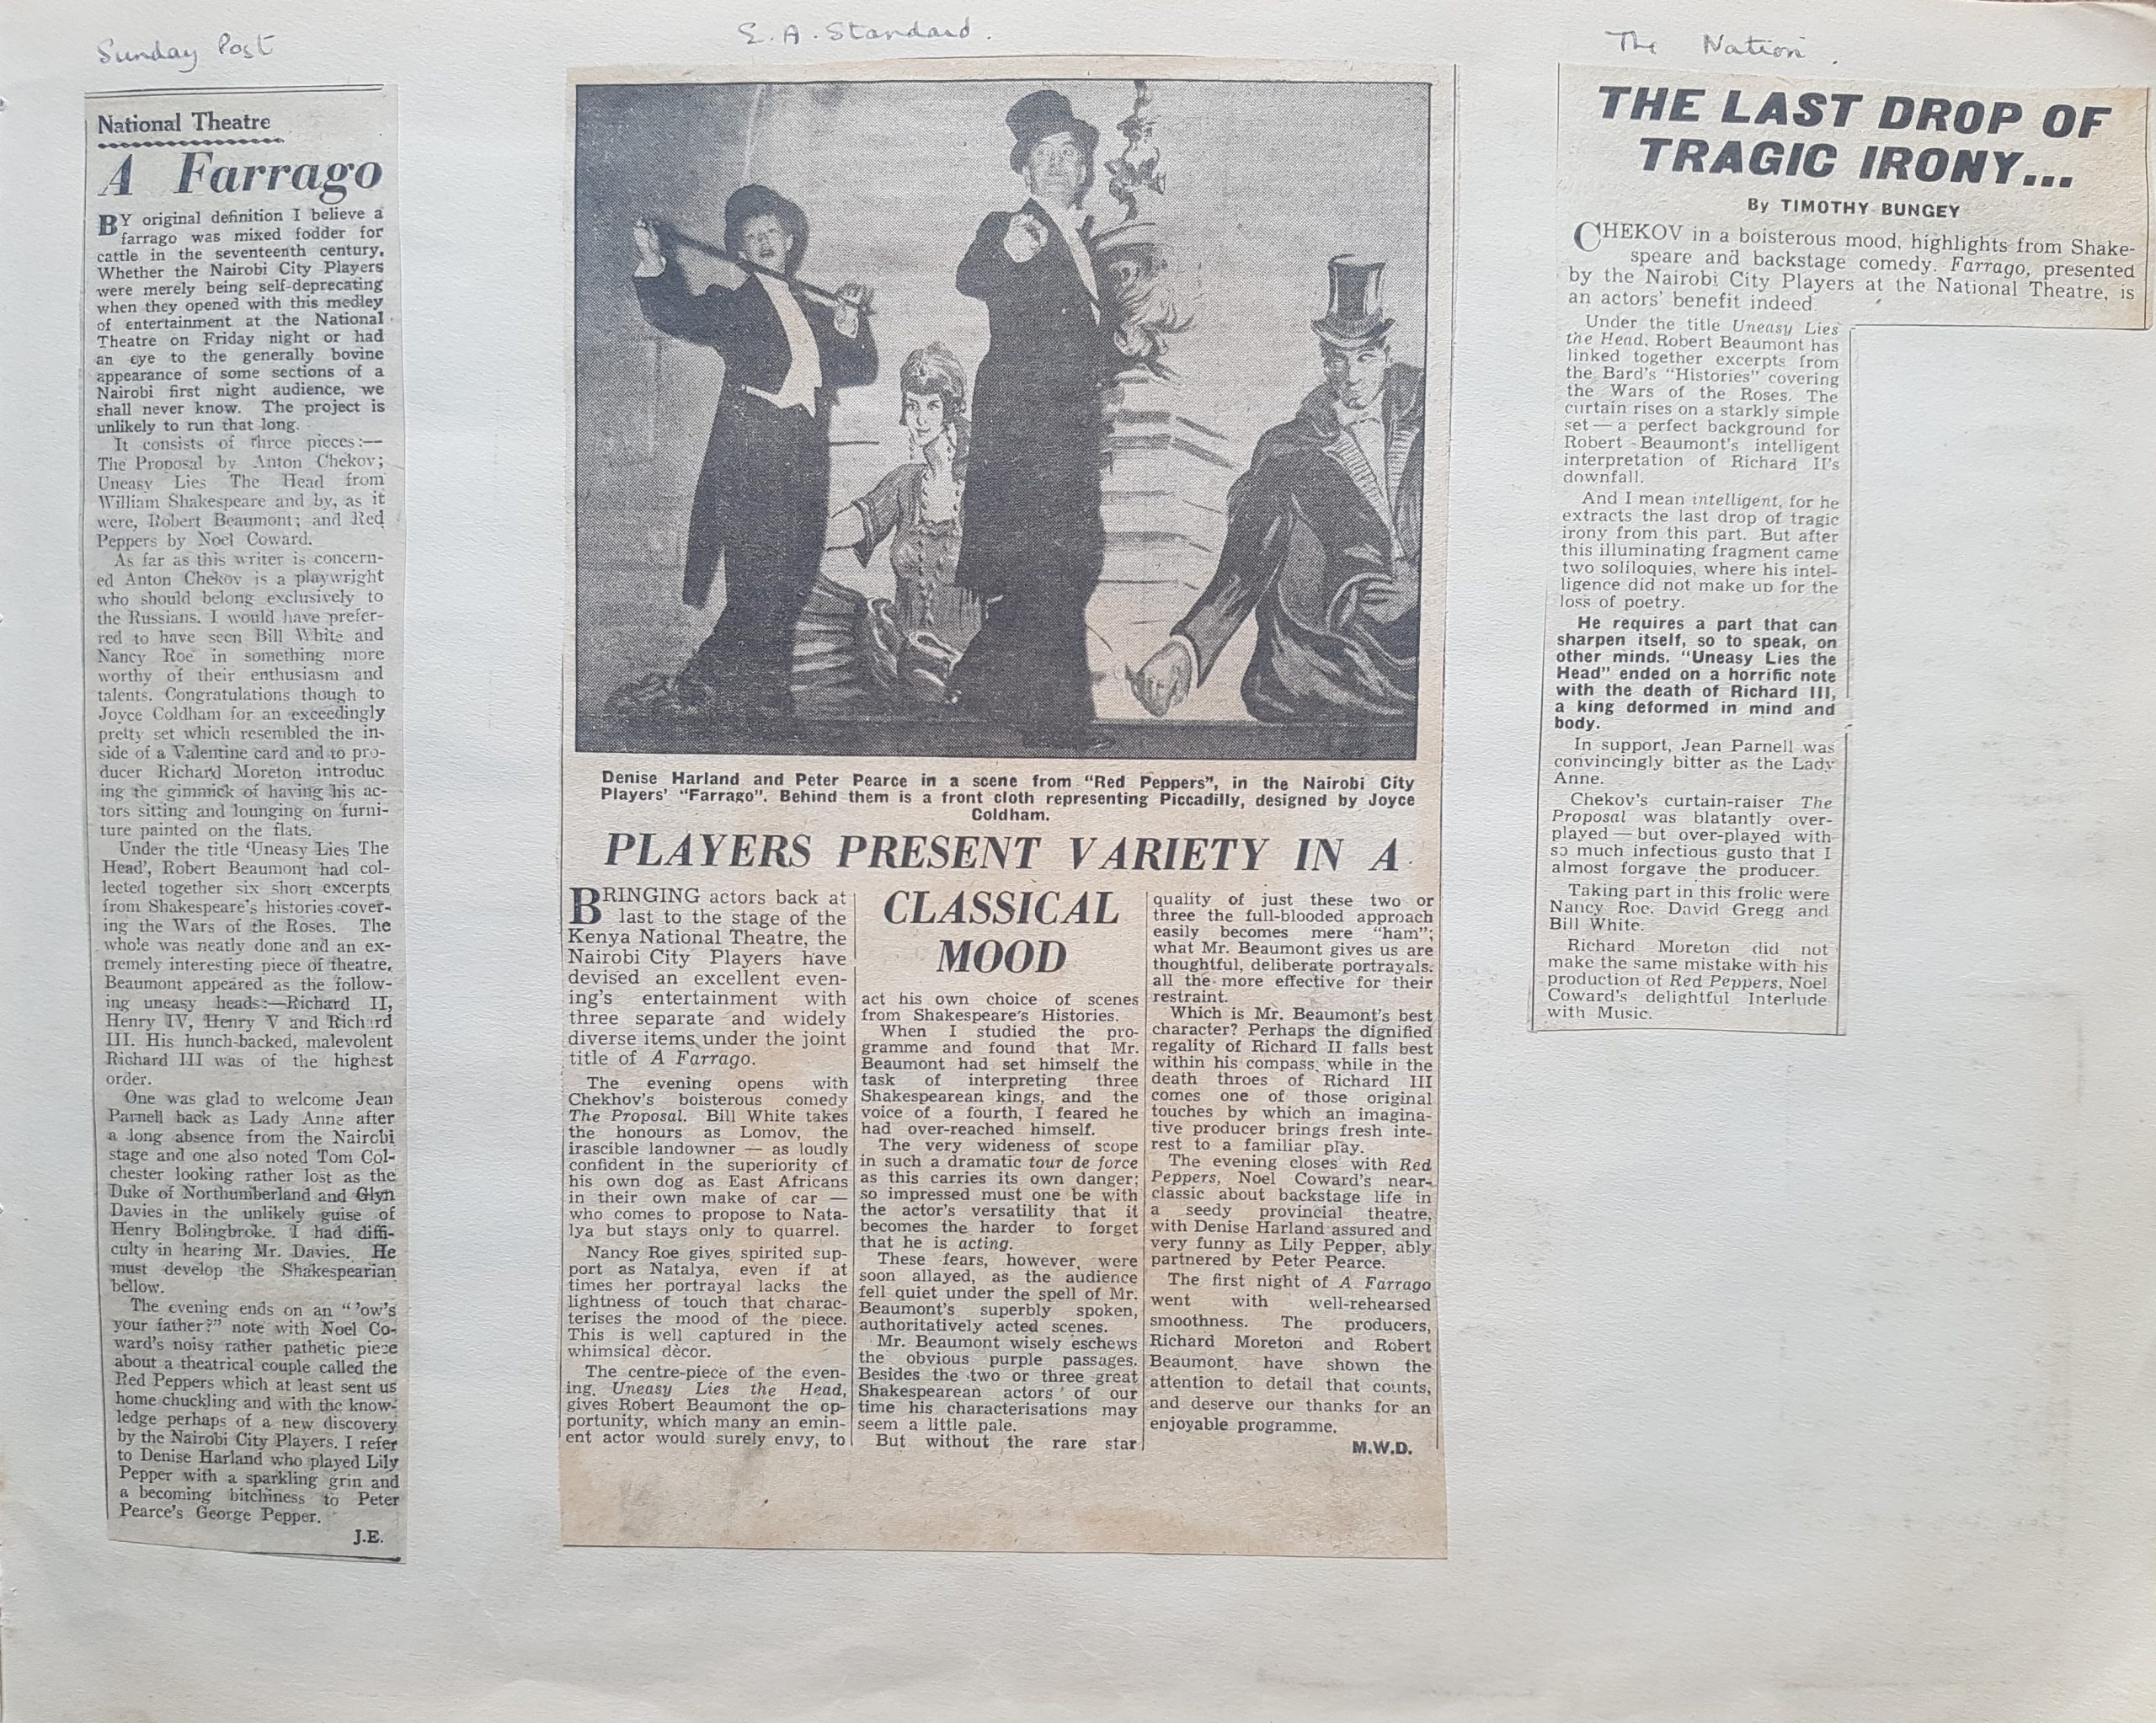 Sunday Post
National Theatre
A Farrago
BY original definition I believe a
farrago was mixed fodder for
cattle in the seventeenth century.
Whether the Nairobi City Players
were merely being self-deprecating
when they opened with this medley
of entertainment at the National
Theatre on Friday night or had
an eye to the generally bovine
appearance of some sections of a
Nairobi first night audience, we
shall never know. The project is
unlikely to run that long.
It consists of three pieces:—
The Proposal by Anton Chekov;
Uneasy Lies The Head from
William Shakespeare and by, as it
were, Robert Beaumont; and Red
Peppers by Noel Coward.
As far as this writer is concern-
ed Anton Chekov is a playwright
who should belong exclusively to
the Russians. I would have prefer-
red to have seen Bill White and
Nancy Roe in something more
worthy of their enthusiasm and
talents. Congratulations though to
Joyce Coldham for an exceedingly
pretty set which resembled the in-
side of a Valentine card and to pro-
ducer Richard Moreton introduc
ing the gimmick of having his ac-
tors sitting and lounging on furni-
ture painted on the flats.
Under the title 'Uneasy Lies The
Head', Robert Beaumont had col-
lected together six short excerpts
from Shakespeare's histories cover-
ing the Wars of the Roses. The
whole was neatly done and an ex-
tremely interesting piece of theatre.
Beaumont appeared as the follow-
ing uneasy heads:—Richard II,
Henry IV, Henry V and Richard
III. His hunch-backed, malevolent
Richard III was of the highest
order.
One was glad to welcome Jean
Parnell back as Lady Anne after
a long absence from the Nairobi
stage and one also noted Tom Col-
chester looking rather lost as the
Duke of Northumberland and Glyn
Davies in the unlikely guise of
Henry Bolingbroke. I had diffi-
culty in hearing Mr. Davies. He
must develop the Shakespearian
bellow.
The evening ends on an "'ow's
your father?" note with Noel Co-
ward's noisy rather pathetic piece
about a theatrical couple called the
Red Peppers which at least sent us
home chuckling and with the know-
ledge perhaps of a new discovery
by the Nairobi City Players. I refer
to Denise Harland who played Lily
Pepper with a sparkling grin and
a becoming bitchiness to Peter
Pearce's George Pepper.
J.E.
E.A. Standard.
Denise Harland and Peter Pearce in a scene from "Red Peppers", in the Nairobi City
Players' "Farrago". Behind them is a front cloth representing Piccadilly, designed by Joyce
Coldham.
PLAYERS PRESENT VARIETY IN A
CLASSICAL
MOOD
BRINGING actors back at
last to the stage of the
Kenya National Theatre, the
Nairobi City Players have
devised an excellent even-
ing's entertainment with
three separate and widely
diverse items under the joint
title of A Farrago.
The evening opens with
Chekhov's boisterous comedy
The Proposal. Bill White takes
the honours as Lomov, the
irascible landowner — as loudly
confident in the superiority of
his own dog as East Africans
in their own make of car —
who comes to propose to Nata-
lya but stays only to quarrel.
Nancy Roe gives spirited sup-
port as Natalya, even if at
times her portrayal lacks the
lightness of touch that charac-
terises the mood of the piece.
This is well captured in the
whimsical dècor.
The centre-piece of the even-
ing, Uneasy Lies the Head,
gives Robert Beaumont the op-
portunity, which many an emin-
ent actor would surely envy, to
act his own choice of scenes
from Shakespeare's Histories.
When I studied the pro-
gramme and found that Mr.
Beaumont had set himself the
task of interpreting three
Shakespearean kings, and the
voice of a fourth, I feared he
had over-reached himself.
The very wideness of scope
in such a dramatic tour de force
as this carries its own danger;
so impressed must one be with
the actor's versatility that it
becomes the harder to forget
that he is acting.
These fears, however, were
soon allayed, as the audience
fell quiet under the spell of Mr.
Beaumont's superbly spoken,
authoritatively acted scenes.
Mr. Beaumont wisely eschews
the obvious purple passages.
Besides the two or three great
Shakespearean actors of our
time his characterisations may
seem a little pale.
But without the rare star
quality of just these two or
three the full-blooded approach
easily becomes mere "ham";
what Mr. Beaumont gives us are
thoughtful, deliberate portrayals.
all the more effective for their
restraint.
Which is Mr. Beaumont's best
character? Perhaps the dignified
regality of Richard II falls best
within his compass, while in the
death throes of Richard III
comes one of those original
touches by which an imagina-
tive producer brings fresh inte-
rest to a familiar play.
The evening closes with Red
Peppers, Noel Coward's near-
classic about backstage life in
a seedy provincial theatre,
with Denise Harland assured and
very funny as Lily Pepper, ably
partnered by Peter Pearce.
The first night of A Farrago
went with well-rehearsed
smoothness. The producers,
Richard Moreton and Robert
Beaumont, have shown the
attention to detail that counts,
and deserve our thanks for an
enjoyable programme.
M.W.D.
The Nation.
THE LAST DROP OF
TRAGIC IRONY...
By TIMOTHY BUNGEY
CHEKOV in a boisterous mood, highlights from Shake-
speare and backstage comedy. Farrago, presented
by the Nairobi City Players at the National Theatre, is
an actors' benefit indeed.
Under the title Uneasy Lies
the Head, Robert Beaumont has
linked together excerpts from
the Bard's "Histories" covering
the Wars of the Roses. The
curtain rises on a starkly simple
set — a perfect background for
Robert Beaumont's intelligent
interpretation of Richard II's
downfall.
And I mean intelligent, for he
extracts the last drop of tragic
irony from this part. But after
this illuminating fragment came
two soliloquies, where his intel-
ligence did not make up for the
loss of poetry.
He requires a part that can
sharpen itself, so to speak, on
other minds. "Uneasy Lies the
Head" ended on a horrific note
with the death of Richard III,
a king deformed in mind and
body.
In support, Jean Parnell was
convincingly bitter as the Lady
Anne.
Chekov's curtain-raiser The
Proposal was blatantly over-
played — but over-played with
so much infectious gusto that I
almost forgave the producer.
Taking part in this frolic were
Nancy Roe, David Gregg and
Bill White.
Richard Moreton did not
make the same mistake with his
production of Red Peppers, Noel
Coward's delightful Interlude
with Music.